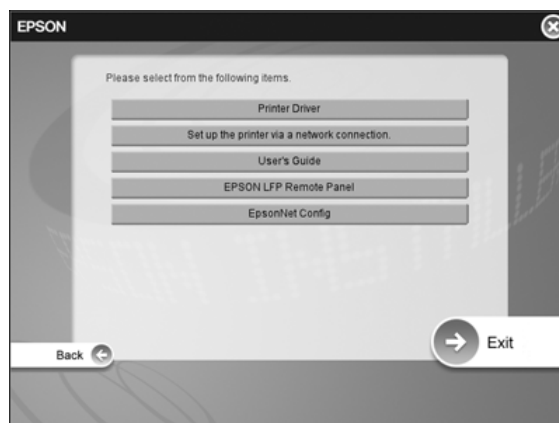 EPSON
Please select from the following items.
Printer Driver
Set up the printer via a network connection.
User's Guide
EPSON LFP Remote Panel
EpsonNet Config
Back
Exit